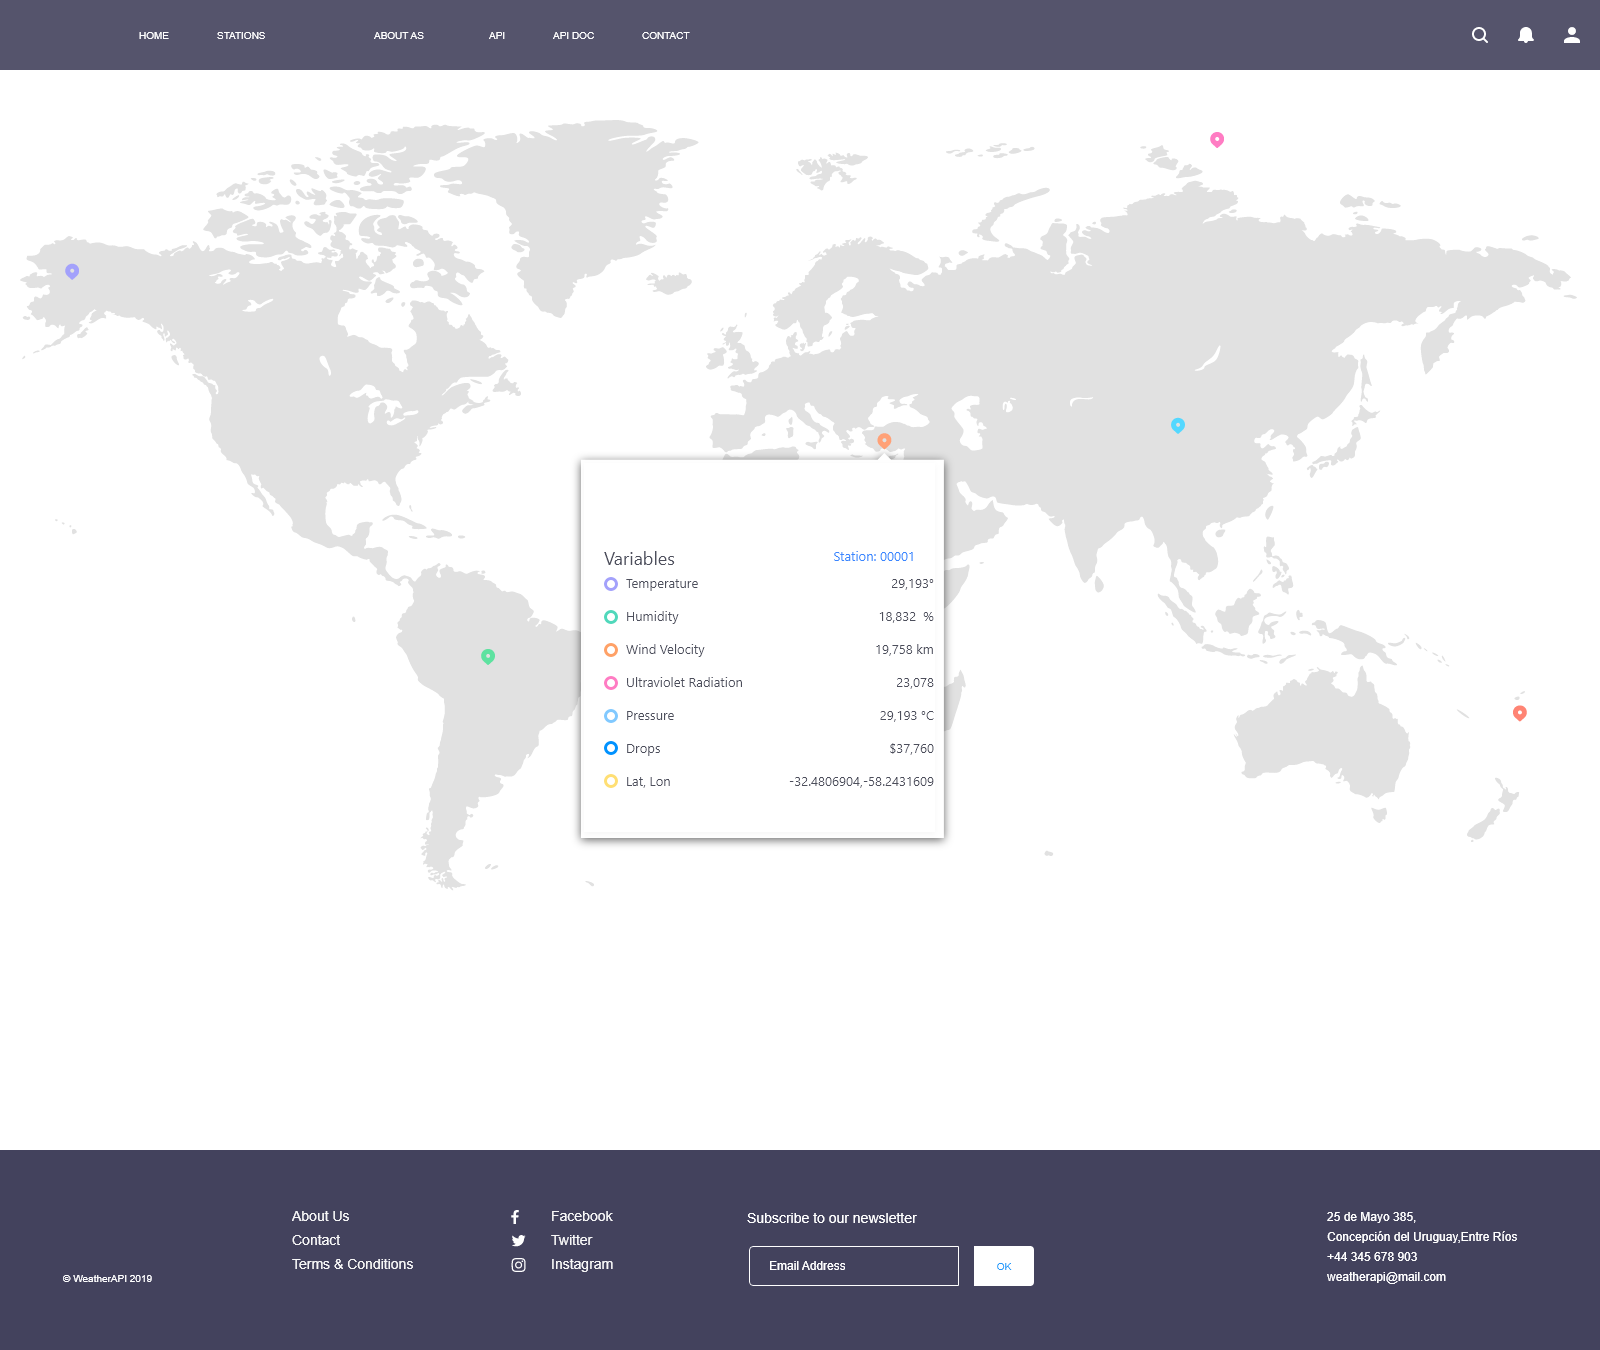 HOME STATIONS ABOUT AS API API DOC CONTACT
Variables Station: 00001
Temperature 29,193°
Humidity 18,832 %
Wind Velocity 19,758 km
Ultraviolet Radiation 23,078
Pressure 29,193 °C
Drops $37,760
Lat, Lon -32.4806904,-58.2431609
© WeatherAPI 2019
About Us
Contact
Terms & Conditions
Facebook
Twitter
Instagram
Subscribe to our newsletter
Email Address OK
25 de Mayo 385,
Concepción del Uruguay,Entre Ríos
+44 345 678 903
weatherapi@mail.com